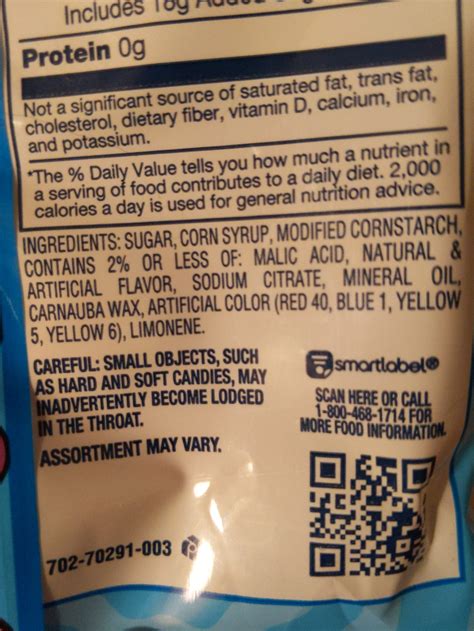 Includes 18g Added
Protein 0g
Not a significant source of saturated fat, trans fat,
cholesterol, dietary fiber, vitamin D, calcium, iron,
and potassium.
*The % Daily Value tells you how much a nutrient in
a serving of food contributes to a daily diet. 2,000
calories a day is used for general nutrition advice.
INGREDIENTS: SUGAR, CORN SYRUP, MODIFIED CORNSTARCH,
CONTAINS 2% OR LESS OF: MALIC ACID, NATURAL &
ARTIFICIAL FLAVOR, SODIUM CITRATE, MINERAL OIL,
CARNAUBA WAX, ARTIFICIAL COLOR (RED 40, BLUE 1, YELLOW
5, YELLOW 6), LIMONENE.
CAREFUL: SMALL OBJECTS, SUCH
AS HARD AND SOFT CANDIES, MAY
INADVERTENTLY BECOME LODGED
IN THE THROAT.
ASSORTMENT MAY VARY.
smartlabel®
SCAN HERE OR CALL
1-800-468-1714 FOR
MORE FOOD INFORMATION.
702-70291-003